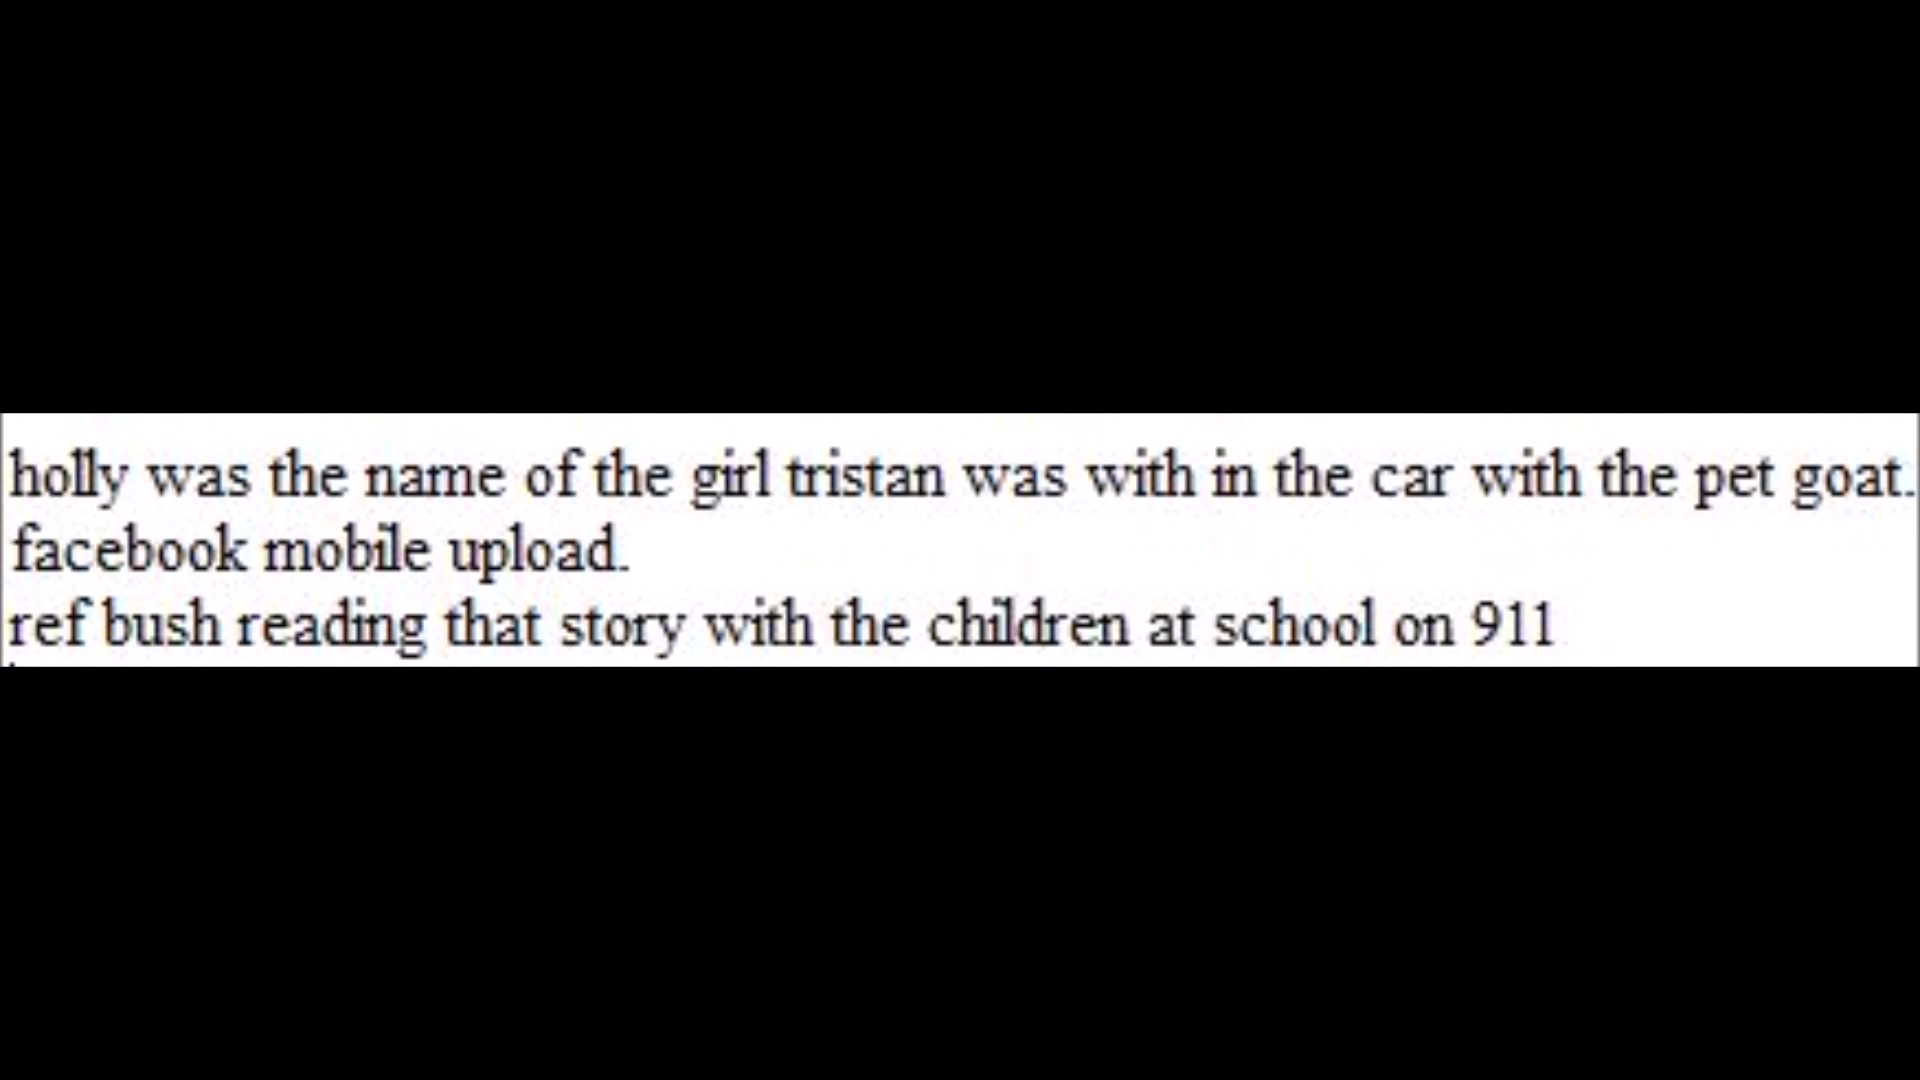 holly was the name of the girl tristan was with in the car with the pet goat.
facebook mobile upload.
ref bush reading that story with the children at school on 911